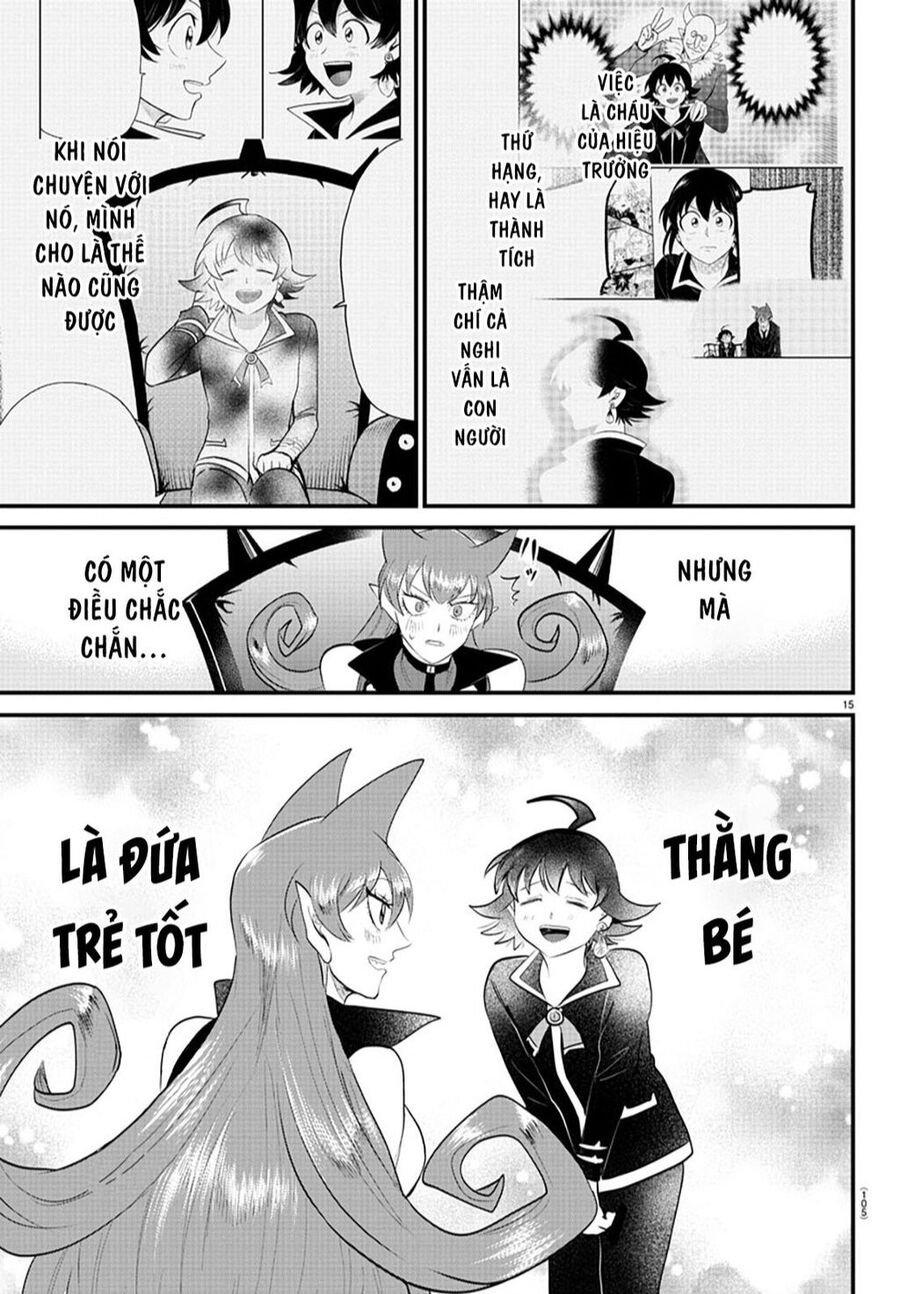 VIỆC
LÀ CHÁU
CỦA HIỆU
TRƯỞNG
THỨ
HẠNG,
HAY LÀ
THÀNH
TÍCH
THẬM
CHÍ CẢ
NGHI
VẤN LÀ
CON
NGƯỜI
KHI NÓI
CHUYỆN VỚI
NÓ, MÌNH
CHO LÀ THẾ
NÀO CŨNG
ĐƯỢC
NHƯNG
MÀ
CÓ MỘT
ĐIỀU CHẮC
CHẮN...
15
THẰNG
BÉ
LÀ ĐỨA
TRẺ TỐT
(105)